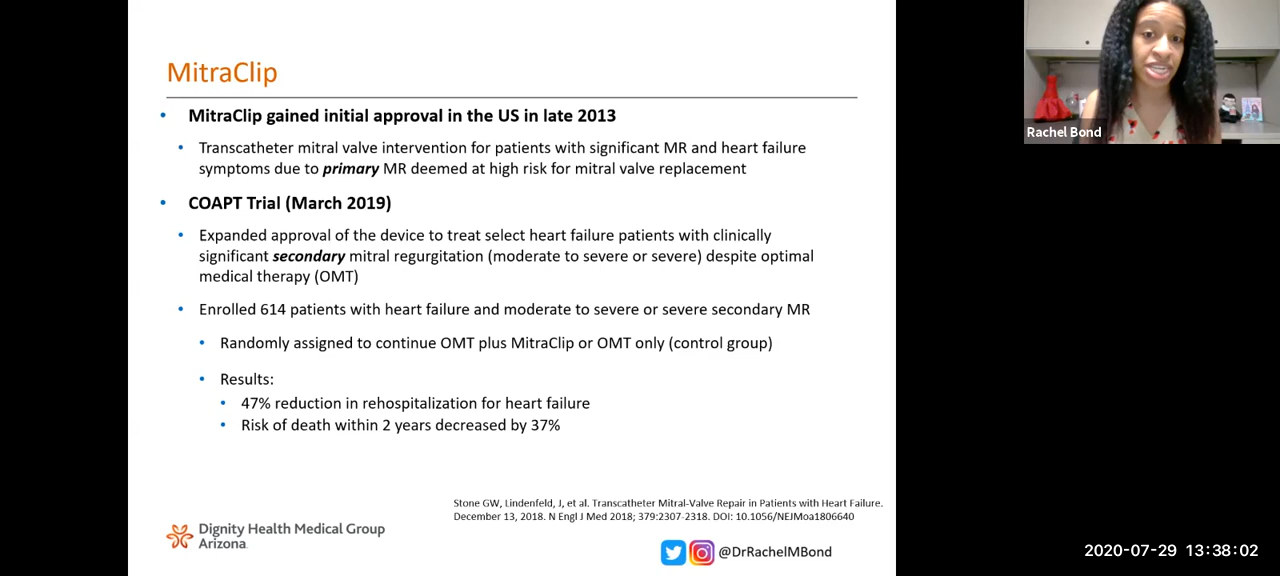 MitraClip
• MitraClip gained initial approval in the US in late 2013
• Transcatheter mitral valve intervention for patients with significant MR and heart failure
symptoms due to primary MR deemed at high risk for mitral valve replacement
• COAPT Trial (March 2019)
• Expanded approval of the device to treat select heart failure patients with clinically
significant secondary mitral regurgitation (moderate to severe or severe) despite optimal
medical therapy (OMT)
• Enrolled 614 patients with heart failure and moderate to severe or severe secondary MR
• Randomly assigned to continue OMT plus MitraClip or OMT only (control group)
• Results:
• 47% reduction in rehospitalization for heart failure
• Risk of death within 2 years decreased by 37%
Stone GW, Lindenfeld, J, et al. Transcatheter Mitral-Valve Repair in Patients with Heart Failure.
December 13, 2018. N Engl J Med 2018; 379:2307-2318. DOI: 10.1056/NEJMoa1806640
Dignity Health Medical Group
Arizona.
@DrRachelMBond
Rachel Bond
2020-07-29 13:38:02